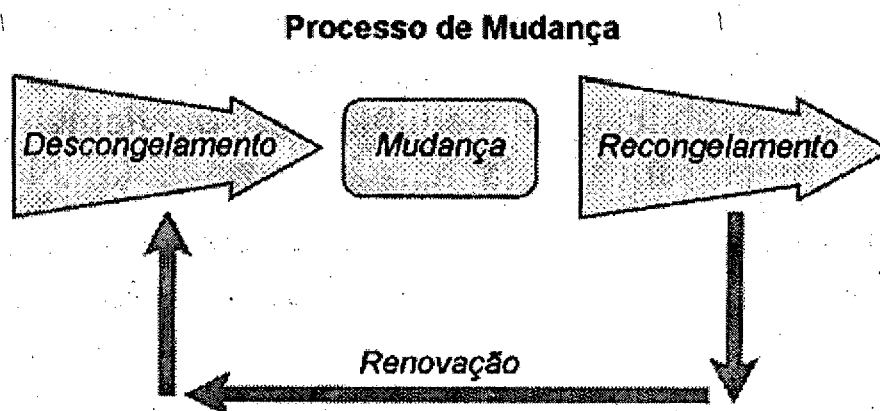 Processo de Mudança
Descongelamento
Mudança
Recongelamento
Renovação